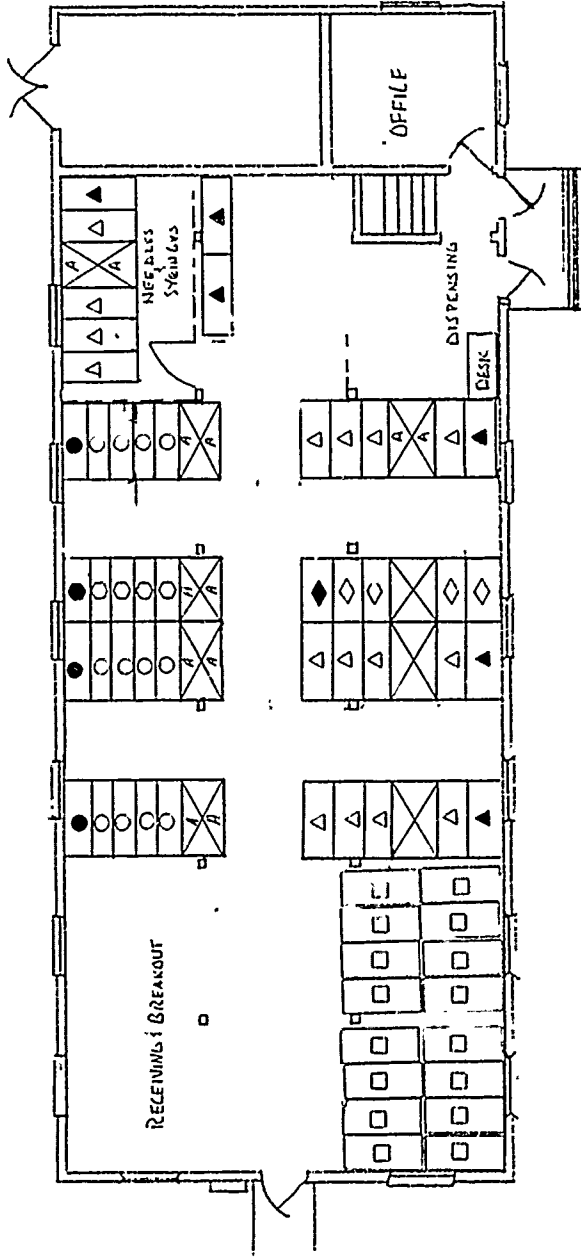 OFFICE
NEEDLES
&
SYRINGES
A A
DISPENSING
DESK
A A
A A
A A
A A
A A
RECEIVING & BREAKOUT